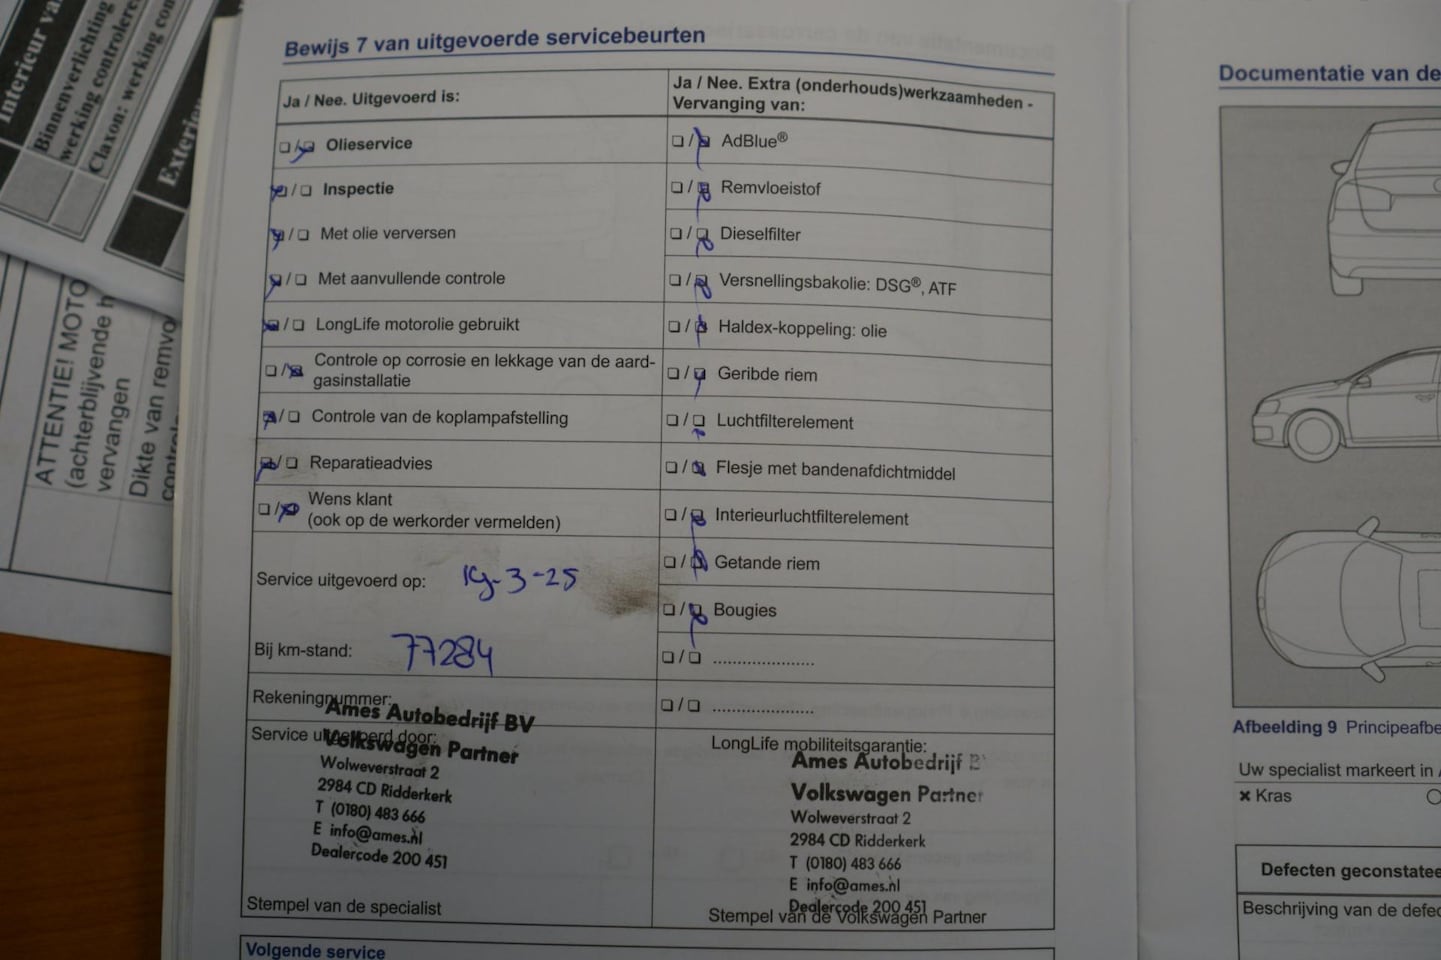 Interieur va
Binnenverlichting
werking controlere
Claxon: werking con
Exterieu
ATTENTIE! MOTO
(achterblijvende h
vervangen
Dikte van remvo
Bewijs 7 van uitgevoerde servicebeurten
Ja / Nee. Uitgevoerd is:
Olieservice
Inspectie
Met olie verversen
Met aanvullende controle
LongLife motorolie gebruikt
Controle op corrosie en lekkage van de aard-
gasinstallatie
Controle van de koplampafstelling
Reparatieadvies
Wens klant
(ook op de werkorder vermelden)
Service uitgevoerd op: 19-3-25
Bij km-stand: 77284
Rekeningnummer:
Ames Autobedrijf BV
Service uitgevoerd door:
Volkswagen Partner
Wolweverstraat 2
2984 CD Ridderkerk
T (0180) 483 666
E info@ames.nl
Dealercode 200 451
Stempel van de specialist
Ja / Nee. Extra (onderhouds)werkzaamheden -
Vervanging van:
AdBlue®
Remvloeistof
Dieselfilter
Versnellingsbakolie: DSG®, ATF
Haldex-koppeling: olie
Geribde riem
Luchtfilterelement
Flesje met bandenafdichtmiddel
Interieurluchtfilterelement
Getande riem
Bougies
LongLife mobiliteitsgarantie:
Ames Autobedrijf B
Volkswagen Partner
Wolweverstraat 2
2984 CD Ridderkerk
T (0180) 483 666
E info@ames.nl
Dealercode 200 451
Stempel van de Volkswagen Partner
Volgende service
Documentatie van de
Afbeelding 9 Principeafbe
Uw specialist markeert in
× Kras
Defecten geconstatee
Beschrijving van de defec